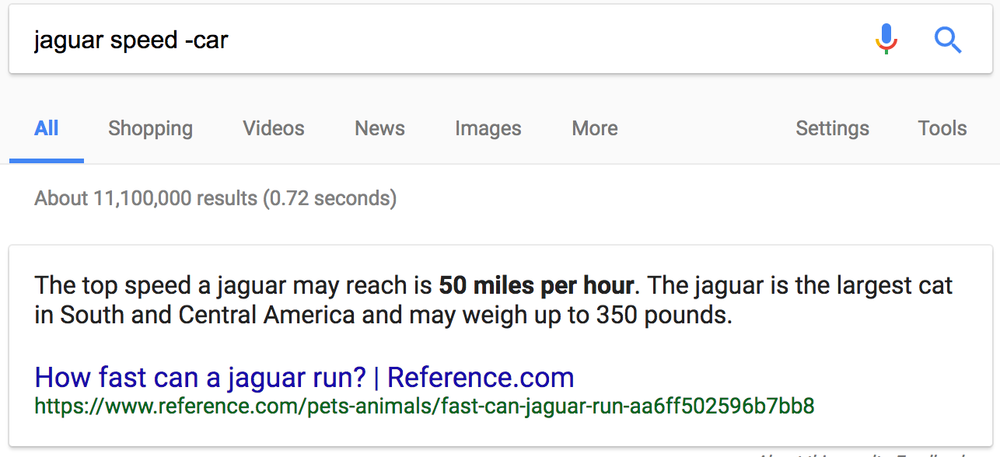 jaguar speed -car
All Shopping Videos News Images More Settings Tools
About 11,100,000 results (0.72 seconds)
The top speed a jaguar may reach is 50 miles per hour. The jaguar is the largest cat
in South and Central America and may weigh up to 350 pounds.
How fast can a jaguar run? | Reference.com
https://www.reference.com/pets-animals/fast-can-jaguar-run-aa6ff502596b7bb8